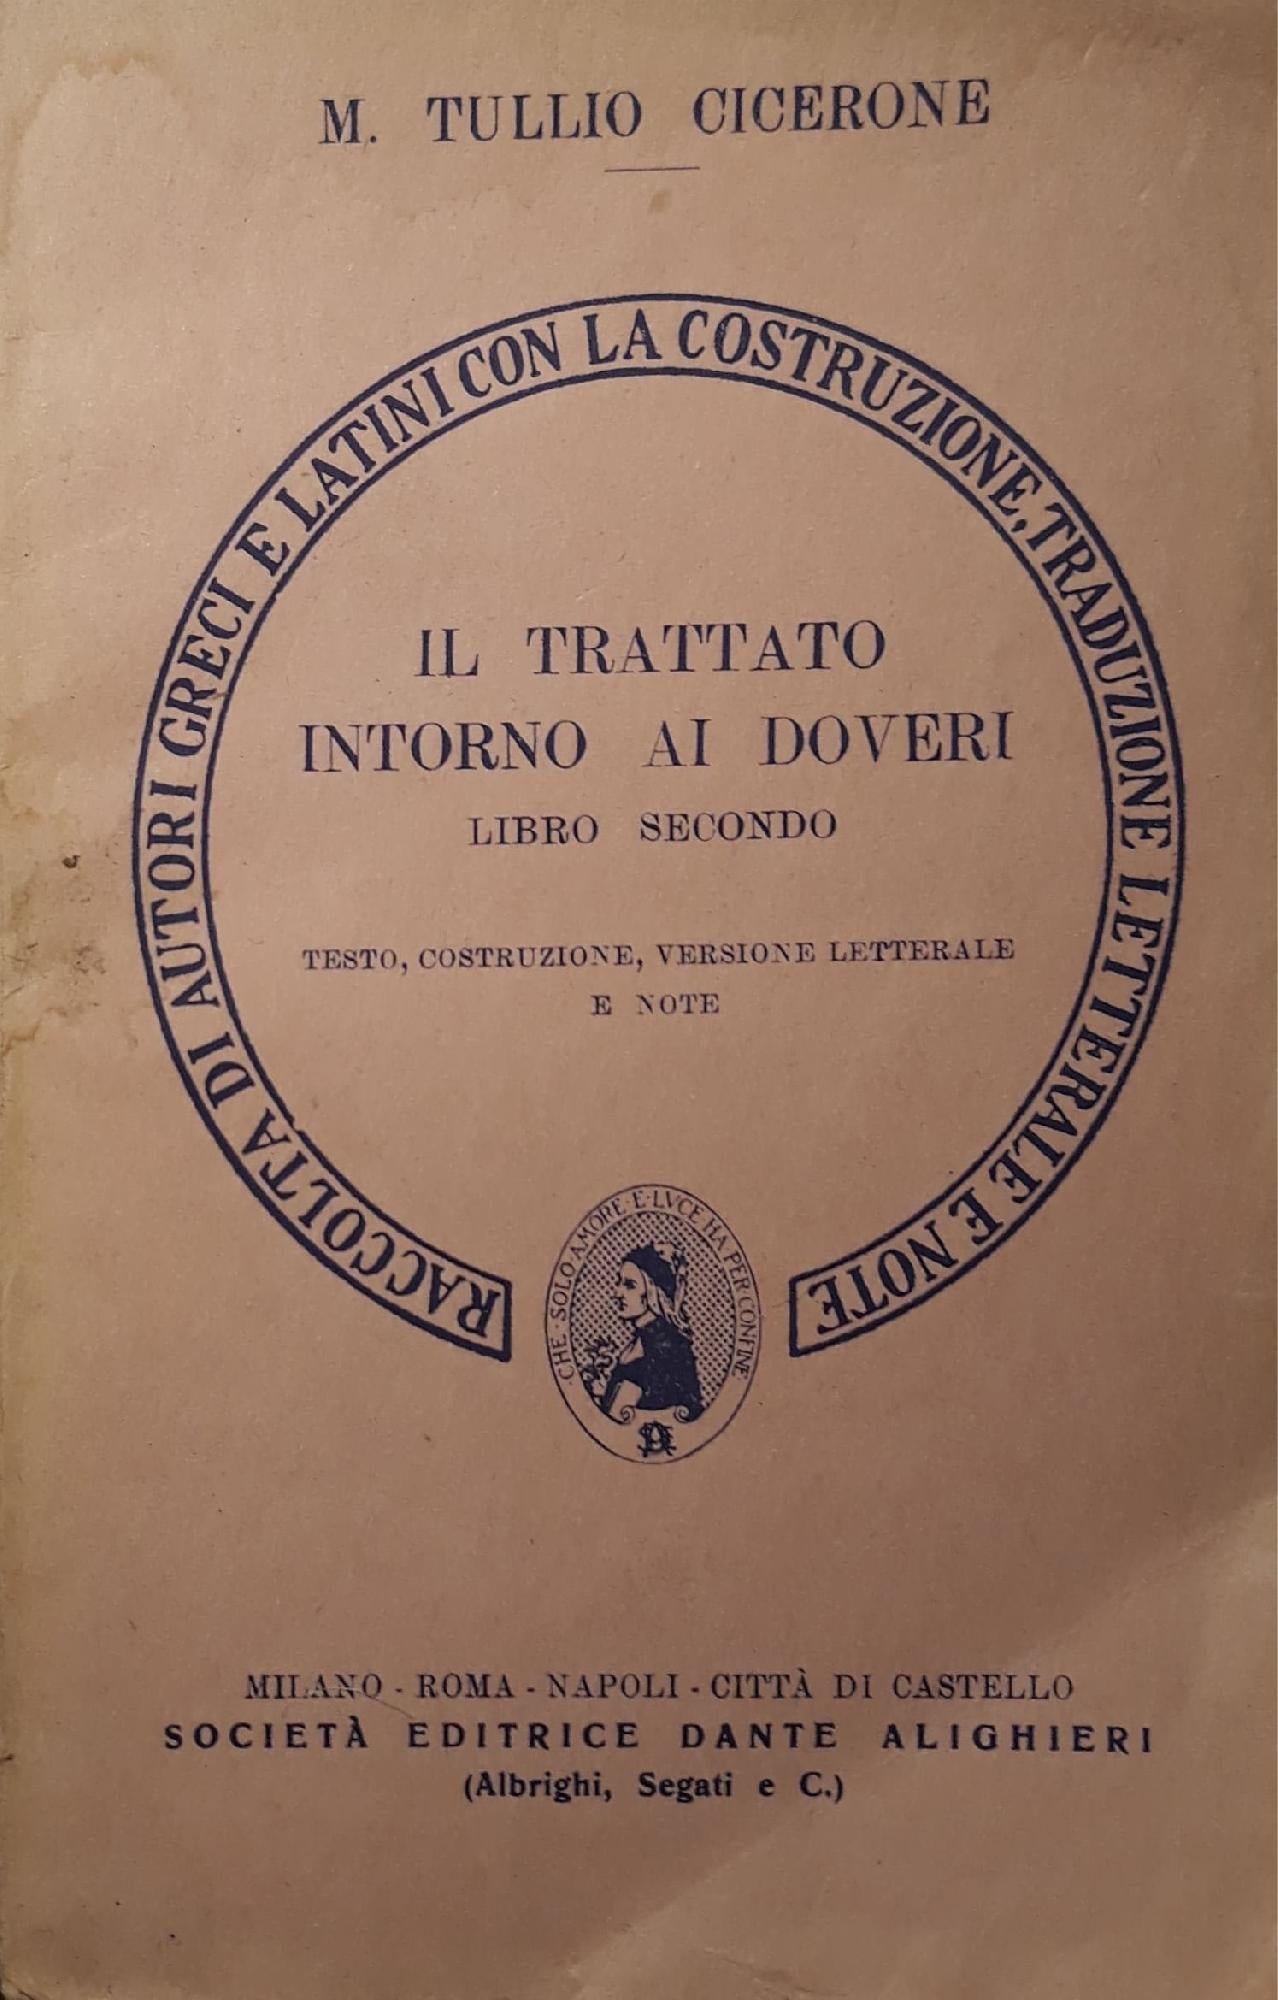 M. TULLIO CICERONE
RACCOLTA DI AUTORI GRECI E LATINI CON LA COSTRUZIONE, TRADUZIONE LETTERALE E NOTE
IL TRATTATO
INTORNO AI DOVERI
LIBRO SECONDO
TESTO, COSTRUZIONE, VERSIONE LETTERALE
E NOTE
·CHE·SOLO·AMORE·E·LVCE·HA·PER·CONFINE·
MILANO - ROMA - NAPOLI - CITTÀ DI CASTELLO
SOCIETÀ EDITRICE DANTE ALIGHIERI
(Albrighi, Segati e C.)